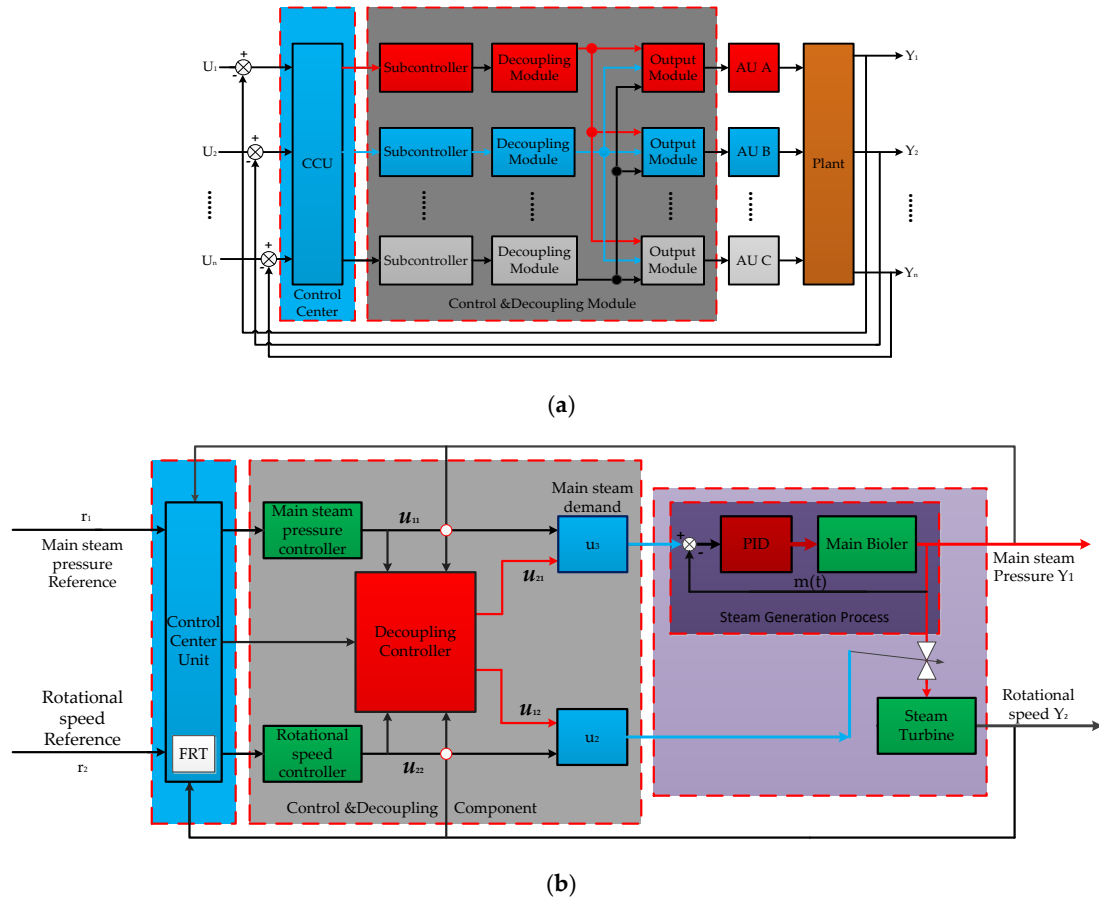 U1
+
-
U2
+
-
Un
+
-
CCU
Control
Center
Subcontroller
Decoupling
Module
Output
Module
AU A
Subcontroller
Decoupling
Module
Output
Module
AU B
Subcontroller
Decoupling
Module
Output
Module
AU C
Control &Decoupling Module
Plant
Y1
Y2
Yn
(a)
r1
Main steam
pressure
Reference
Rotational
speed
Reference
r2
Control
Center
Unit
FRT
Main steam
pressure
controller
u11
Decoupling
Controller
Rotational
speed
controller
u22
u21
u12
Main steam
demand
u3
u2
Control &Decoupling Component
+
-
PID
Main Bioler
m(t)
Steam Generation Process
Steam
Turbine
Main steam
Pressure Y1
Rotational
speed Y2
(b)